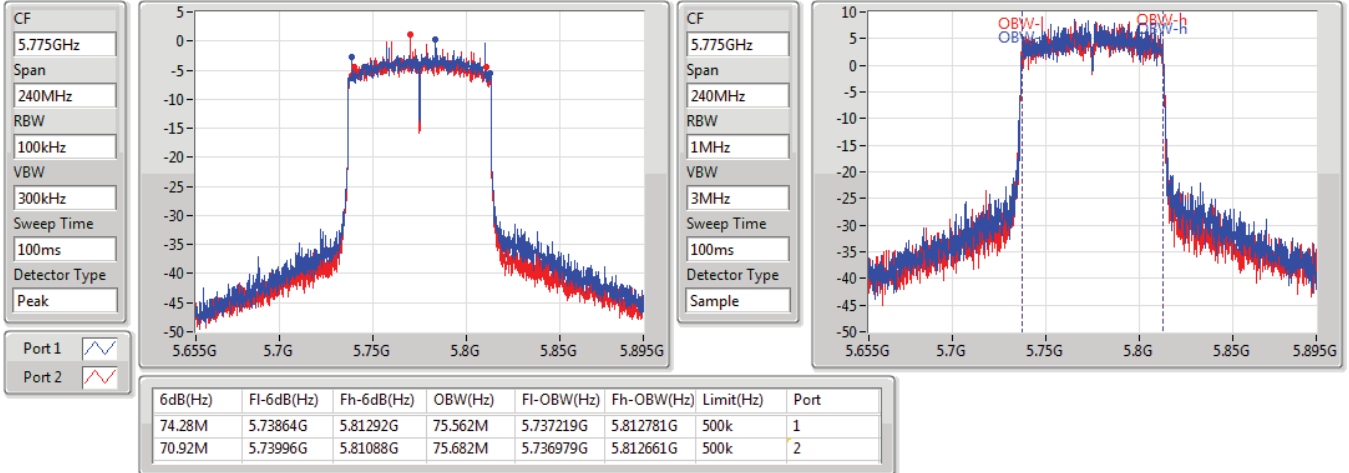 CF
5.775GHz
Span
240MHz
RBW
100kHz
VBW
300kHz
Sweep Time
100ms
Detector Type
Peak
Port 1
Port 2
5
0
-5
-10
-15
-20
-25
-30
-35
-40
-45
-50
5.655G 5.7G 5.75G 5.8G 5.85G 5.895G
CF
5.775GHz
Span
240MHz
RBW
1MHz
VBW
3MHz
Sweep Time
100ms
Detector Type
Sample
10
5
0
-5
-10
-15
-20
-25
-30
-35
-40
-45
-50
OBW-l OBW-h
OBW-h
5.655G 5.7G 5.75G 5.8G 5.85G 5.895G
6dB(Hz) Fl-6dB(Hz) Fh-6dB(Hz) OBW(Hz) Fl-OBW(Hz) Fh-OBW(Hz) Limit(Hz) Port
74.28M 5.73864G 5.81292G 75.562M 5.737219G 5.812781G 500k 1
70.92M 5.73996G 5.81088G 75.682M 5.736979G 5.812661G 500k 2